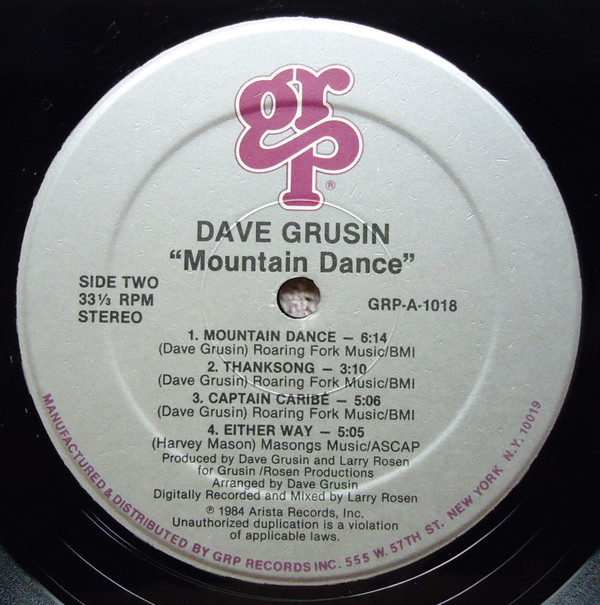 grp®
DAVE GRUSIN
"Mountain Dance"
SIDE TWO
33⅓ RPM
STEREO
GRP-A-1018
1. MOUNTAIN DANCE – 6:14
(Dave Grusin) Roaring Fork Music/BMI
2. THANKSONG – 3:10
(Dave Grusin) Roaring Fork Music/BMI
3. CAPTAIN CARIBÉ – 5:06
(Dave Grusin) Roaring Fork Music/BMI
4. EITHER WAY – 5:05
(Harvey Mason) Masongs Music/ASCAP
Produced by Dave Grusin and Larry Rosen
for Grusin /Rosen Productions
Arranged by Dave Grusin
Digitally Recorded and Mixed by Larry Rosen
℗ 1984 Arista Records, Inc.
Unauthorized duplication is a violation
of applicable laws.
MANUFACTURED & DISTRIBUTED BY GRP RECORDS INC. 555 W. 57TH ST. NEW YORK N.Y. 10019